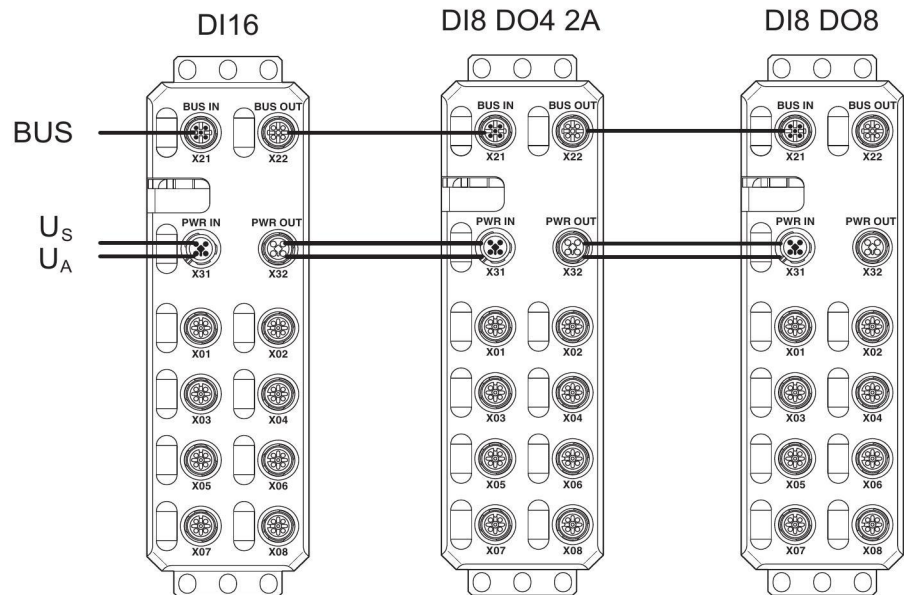 DI16 DI8 DO4 2A DI8 DO8
BUS IN BUS OUT BUS IN BUS OUT BUS IN BUS OUT
BUS
X21 X22 X21 X22 X21 X22
PWR IN PWR OUT PWR IN PWR OUT PWR IN PWR OUT
US
UA
X31 X32 X31 X32 X31 X32
X01 X02 X01 X02 X01 X02
X03 X04 X03 X04 X03 X04
X05 X06 X05 X06 X05 X06
X07 X08 X07 X08 X07 X08